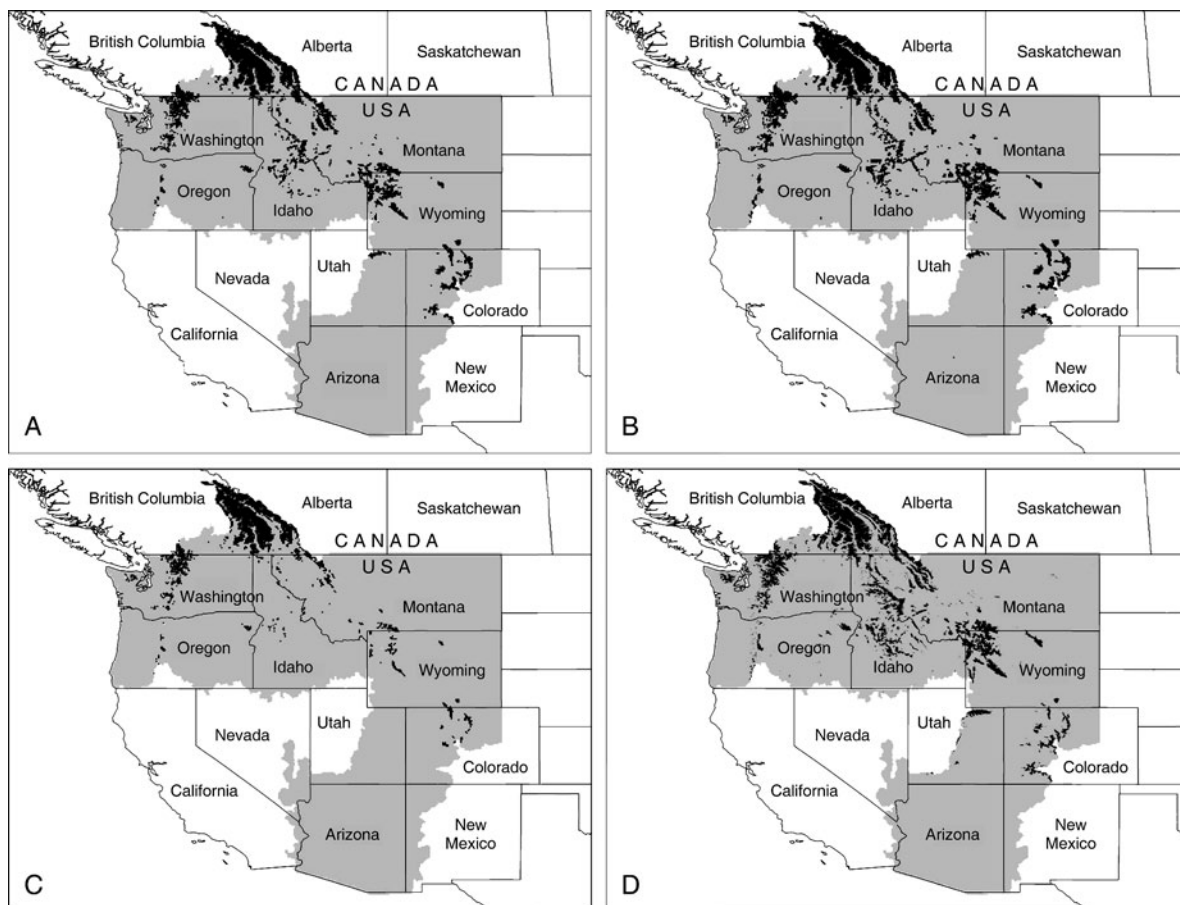 British Columbia
Alberta
Saskatchewan
CANADA
USA
Washington
Montana
Oregon
Idaho
Wyoming
Nevada
Utah
Colorado
California
Arizona
New
Mexico
A
British Columbia
Alberta
Saskatchewan
CANADA
USA
Washington
Montana
Oregon
Idaho
Wyoming
Nevada
Utah
Colorado
California
Arizona
New
Mexico
B
British Columbia
Alberta
Saskatchewan
CANADA
USA
Washington
Montana
Oregon
Idaho
Wyoming
Nevada
Utah
Colorado
California
Arizona
New
Mexico
C
British Columbia
Alberta
Saskatchewan
CANADA
USA
Washington
Montana
Oregon
Idaho
Wyoming
Nevada
Utah
Colorado
California
Arizona
New
Mexico
D